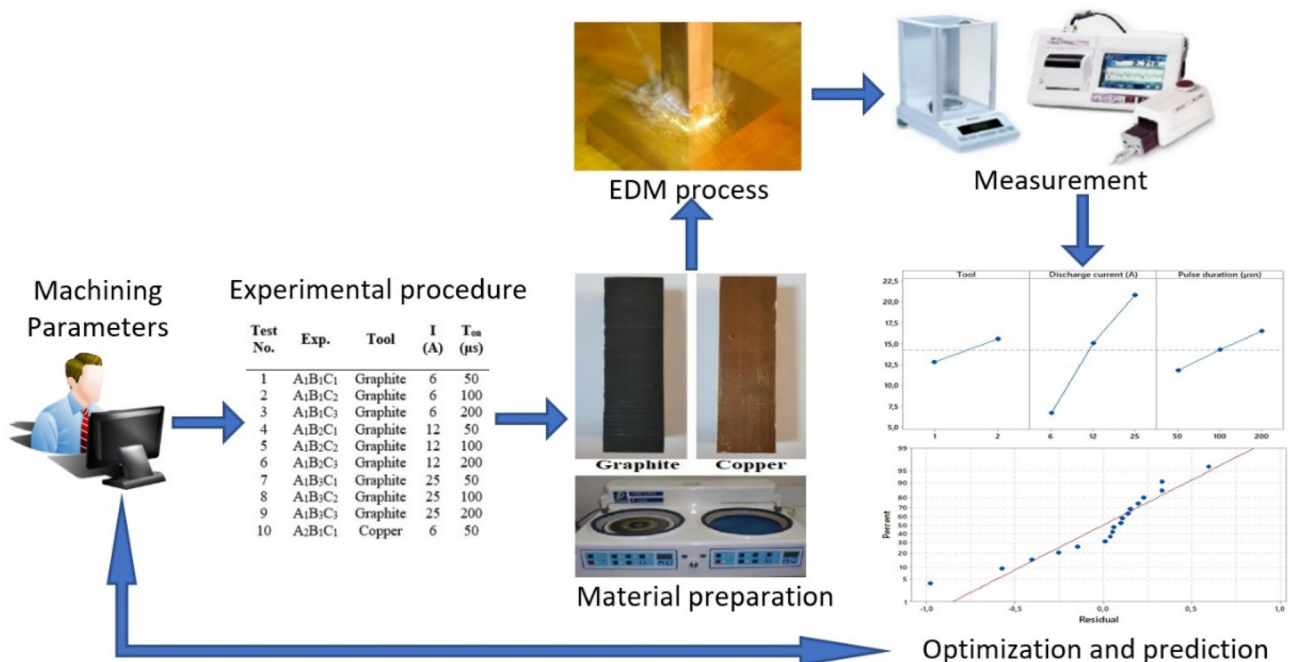 EDM process
Measurement
Machining
Parameters
Experimental procedure
Test No. Exp. Tool I (A) Tₒₙ (µs)
1 A₁B₁C₁ Graphite 6 50
2 A₁B₁C₂ Graphite 6 100
3 A₁B₁C₃ Graphite 6 200
4 A₁B₂C₁ Graphite 12 50
5 A₁B₂C₂ Graphite 12 100
6 A₁B₂C₃ Graphite 12 200
7 A₁B₃C₁ Graphite 25 50
8 A₁B₃C₂ Graphite 25 100
9 A₁B₃C₃ Graphite 25 200
10 A₂B₁C₁ Copper 6 50
Graphite Copper
Material preparation
Tool Discharge current (A) Pulse duration (µsn)
22,5
20,0
17,5
15,0
12,5
10,0
7,5
5,0
1 2 6 12 25 50 100 200
99
95
90
80
70
60
50
40
30
20
10
5
1
Percent
-1,0 -0,5 0,0 0,5 1,0
Residual
Optimization and prediction